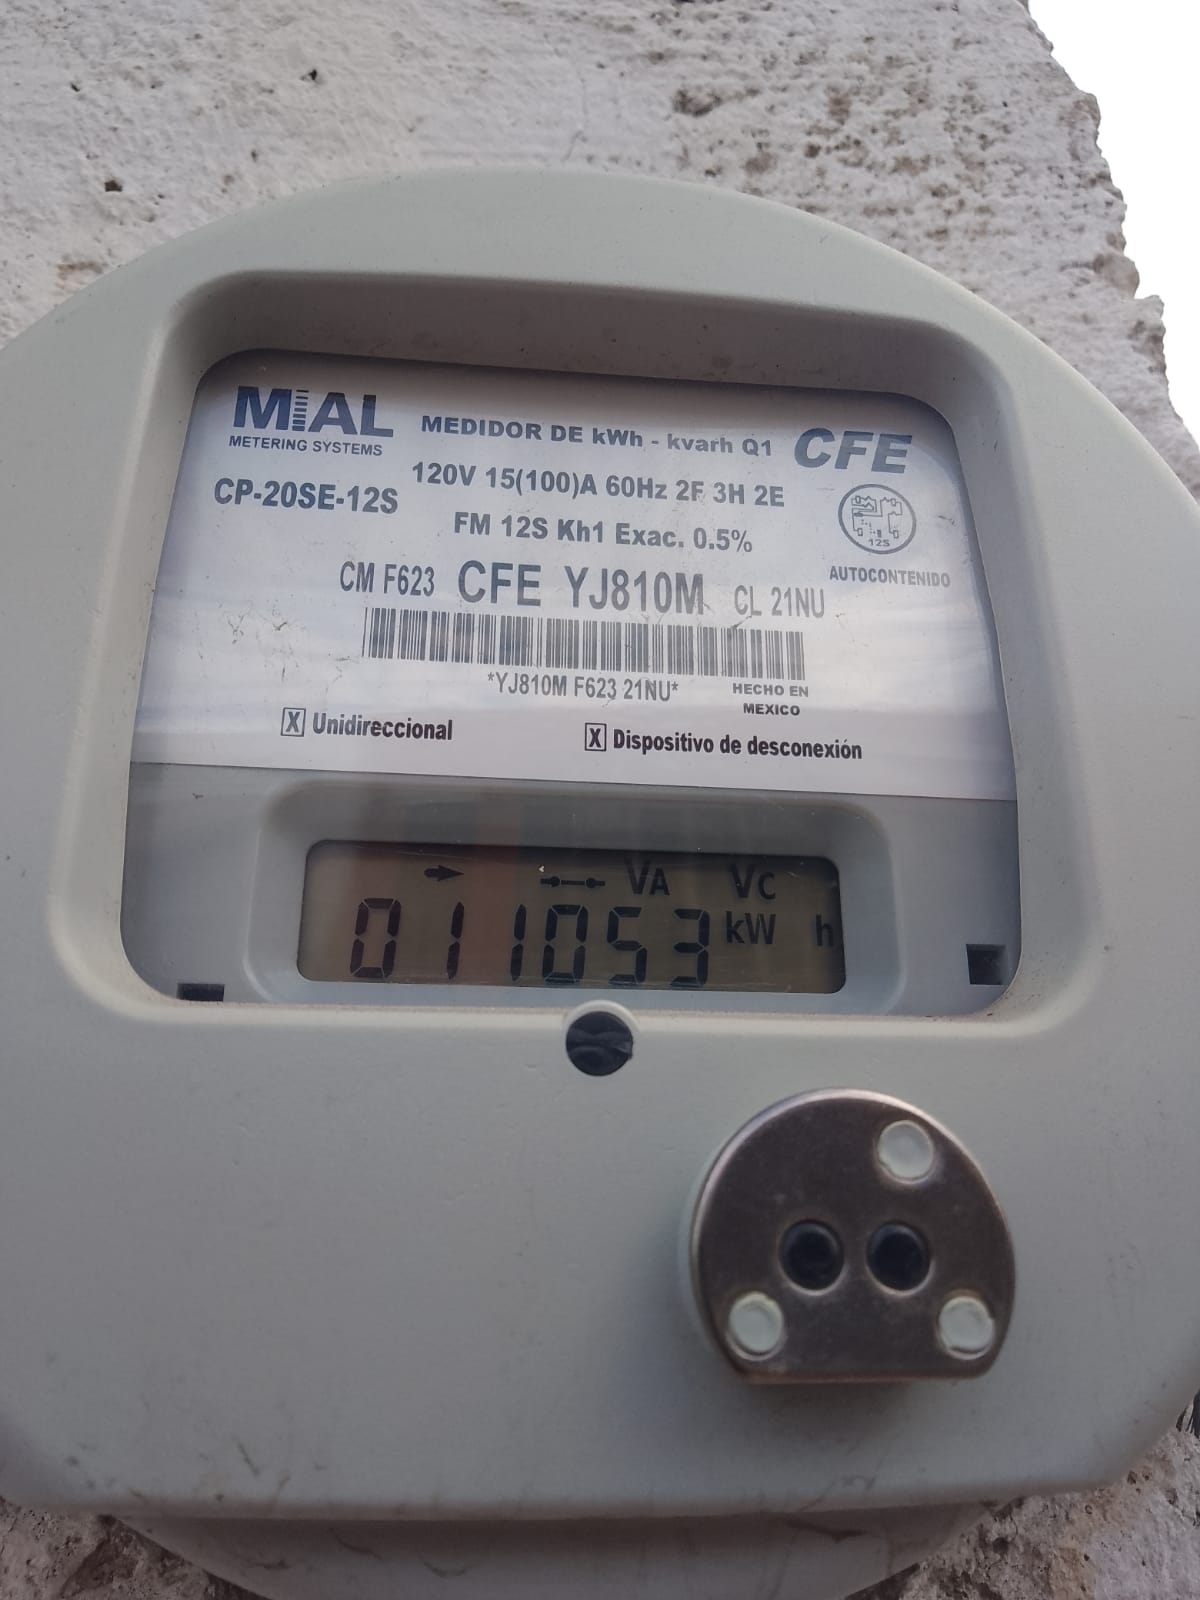 MIAL
METERING SYSTEMS
MEDIDOR DE kWh - kvarh Q1
CFE
CP-20SE-12S
120V 15(100)A 60Hz 2F 3H 2E
FM 12S Kh1 Exac. 0.5%
12S
AUTOCONTENIDO
CM F623 CFE YJ810M CL 21NU
*YJ810M F623 21NU*
HECHO EN
MEXICO
X Unidireccional
X Dispositivo de desconexión
VA VC
011053 kW h